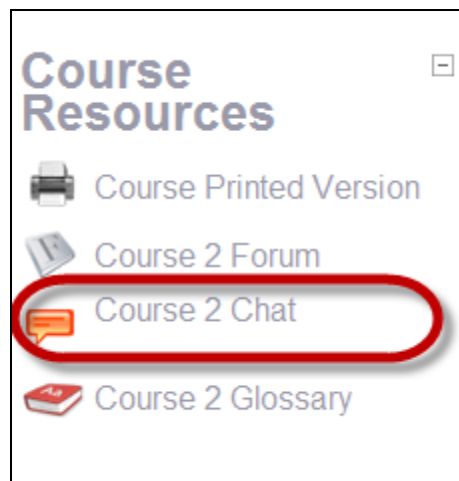 Course
Resources
Course Printed Version
Course 2 Forum
Course 2 Chat
Course 2 Glossary